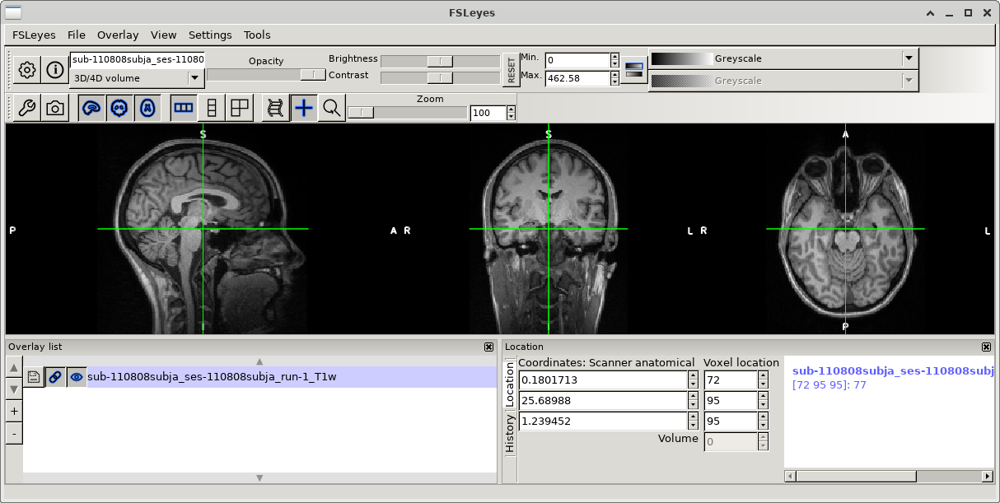 FSLeyes
FSLeyes File Overlay View Settings Tools
sub-110808subja_ses-11080
3D/4D volume
Opacity
Brightness
Contrast
RESET
Min. 0
Max. 462.58
Greyscale
Greyscale
Zoom
100
S S A
P A R L R L
I I P
Overlay list
sub-110808subja_ses-110808subja_run-1_T1w
+
-
Location
Location
History
Coordinates: Scanner anatomical Voxel location
0.1801713 72
25.68988 95
1.239452 95
Volume 0
sub-110808subja_ses-110808subj
[72 95 95]: 77